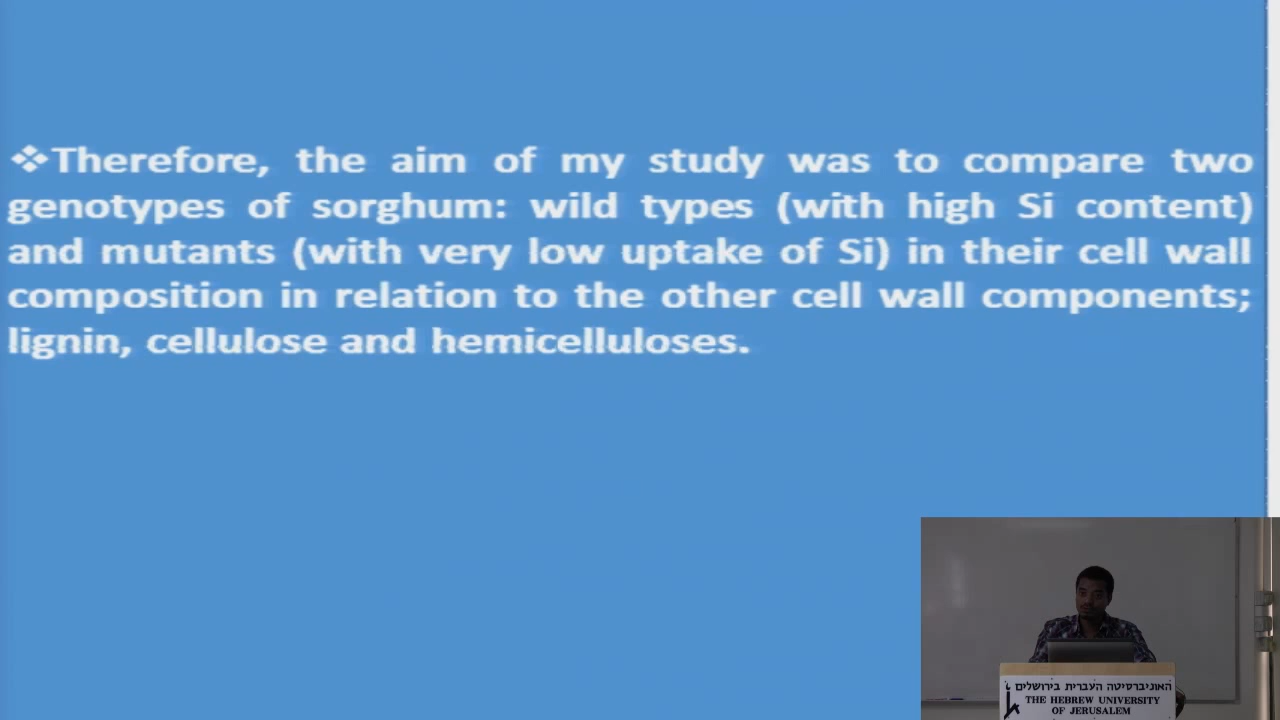 ❖Therefore, the aim of my study was to compare two
genotypes of sorghum: wild types (with high Si content)
and mutants (with very low uptake of Si) in their cell wall
composition in relation to the other cell wall components;
lignin, cellulose and hemicelluloses.
האוניברסיטה העברית בירושלים
THE HEBREW UNIVERSITY
OF JERUSALEM